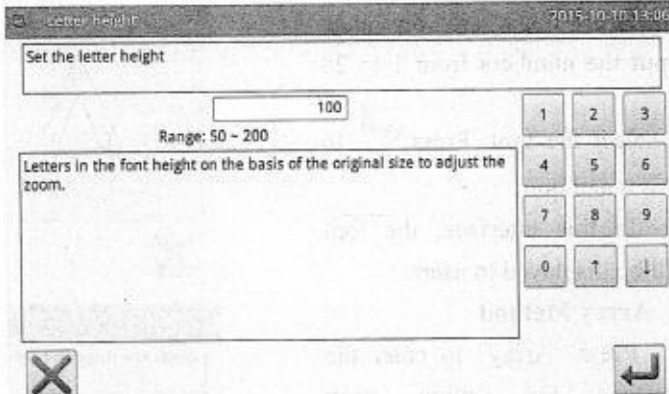 Letter height 2015-10-10 13:06
Set the letter height
100
Range: 50 ~ 200
Letters in the font height on the basis of the original size to adjust the
zoom.
1 2 3
4 5 6
7 8 9
0 ↑ ↓